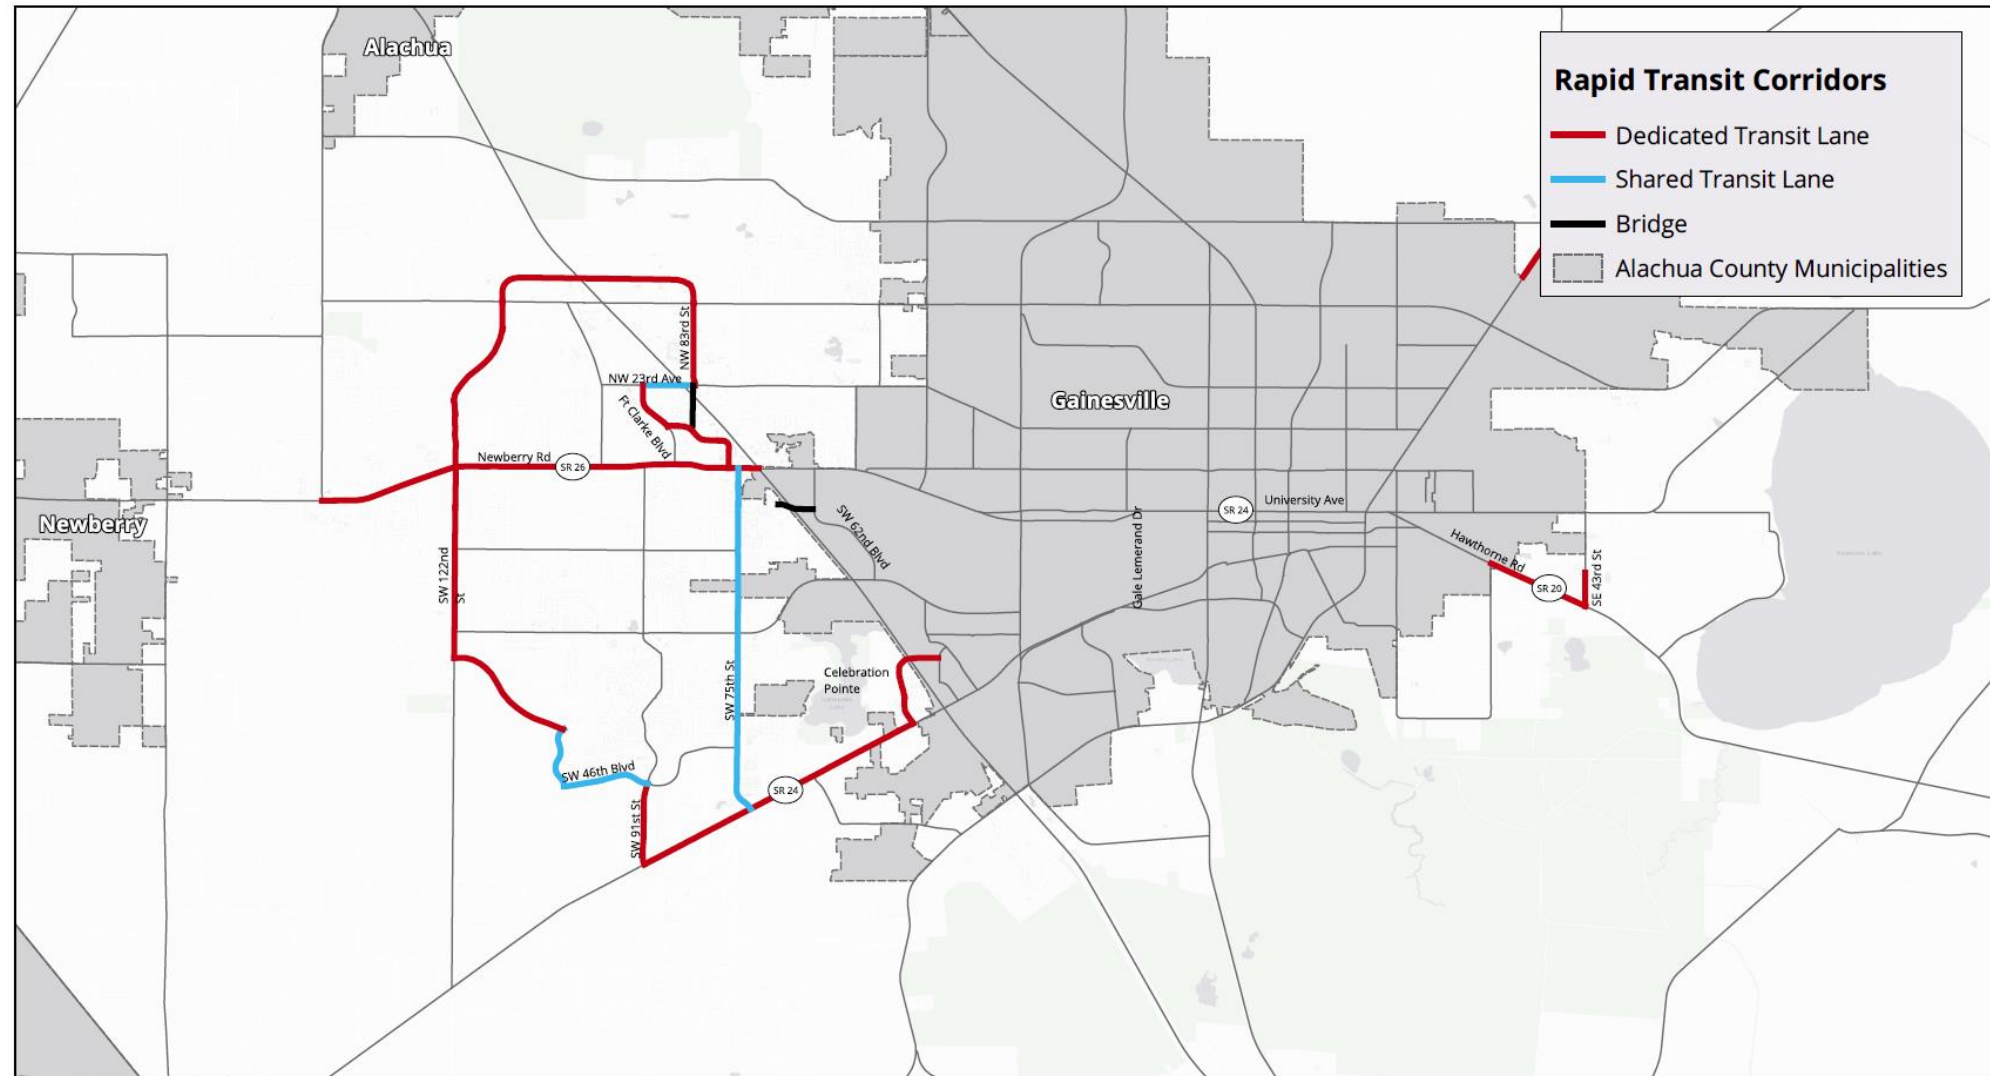 Alachua
Rapid Transit Corridors
Dedicated Transit Lane
Shared Transit Lane
Bridge
Alachua County Municipalities
NW 83rd St
NW 23rd Ave
Ft Clarke Blvd
Gainesville
Newberry Rd
SR 26
Newberry
SW 62nd Blvd
SR 24
University Ave
Gale Lemerand Dr
Hawthorne Rd
SR 20
SE 43rd St
SW 122nd
St
SW 75th St
Celebration
Pointe
SW 46th Blvd
SW 91st St
SR 24